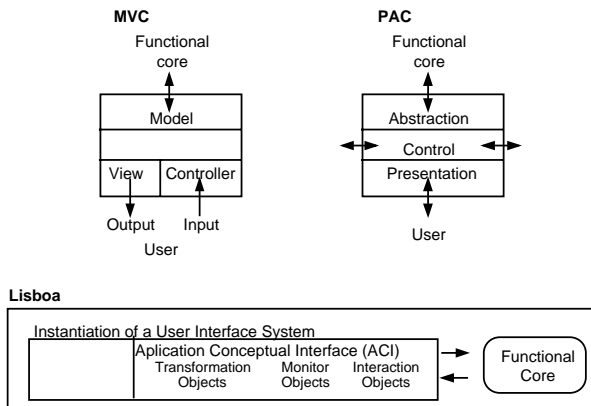 MVC
Functional
core
Model
View
Controller
Output
Input
User
PAC
Functional
core
Abstraction
Control
Presentation
User
Lisboa
Instantiation of a User Interface System
Aplication Conceptual Interface (ACI)
Transformation
Objects
Monitor
Objects
Interaction
Objects
Functional
Core